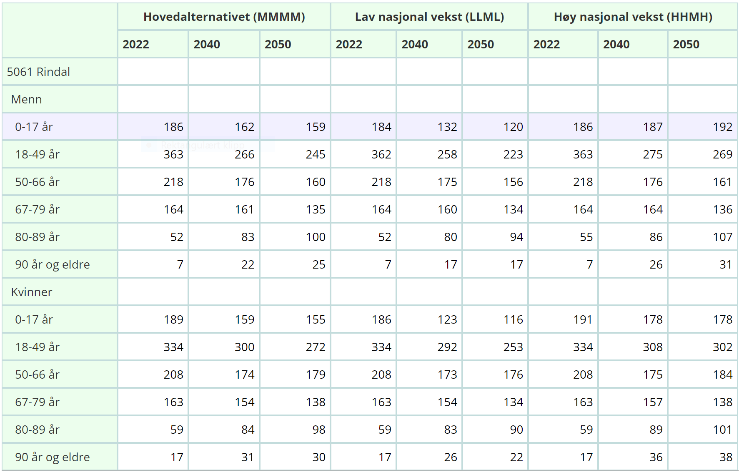 Hovedalternativet (MMMM) Lav nasjonal vekst (LLML) Høy nasjonal vekst (HHMH)
2022 2040 2050 2022 2040 2050 2022 2040 2050
5061 Rindal
Menn
0-17 år 186 162 159 184 132 120 186 187 192
18-49 år 363 266 245 362 258 223 363 275 269
50-66 år 218 176 160 218 175 156 218 176 161
67-79 år 164 161 135 164 160 134 164 164 136
80-89 år 52 83 100 52 80 94 55 86 107
90 år og eldre 7 22 25 7 17 17 7 26 31
Kvinner
0-17 år 189 159 155 186 123 116 191 178 178
18-49 år 334 300 272 334 292 253 334 308 302
50-66 år 208 174 179 208 173 176 208 175 184
67-79 år 163 154 138 163 154 134 163 157 138
80-89 år 59 84 98 59 83 90 59 89 101
90 år og eldre 17 31 30 17 26 22 17 36 38